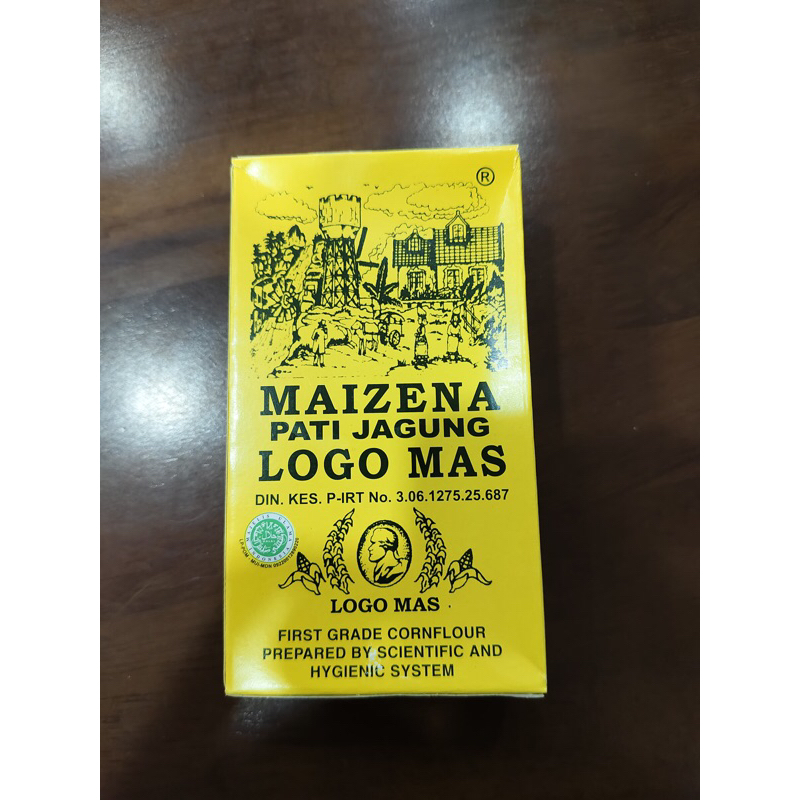 ®
MAIZENA
PATI JAGUNG
LOGO MAS
DIN. KES. P-IRT No. 3.06.1275.25.687
LOGO MAS
FIRST GRADE CORNFLOUR
PREPARED BY SCIENTIFIC AND
HYGIENIC SYSTEM